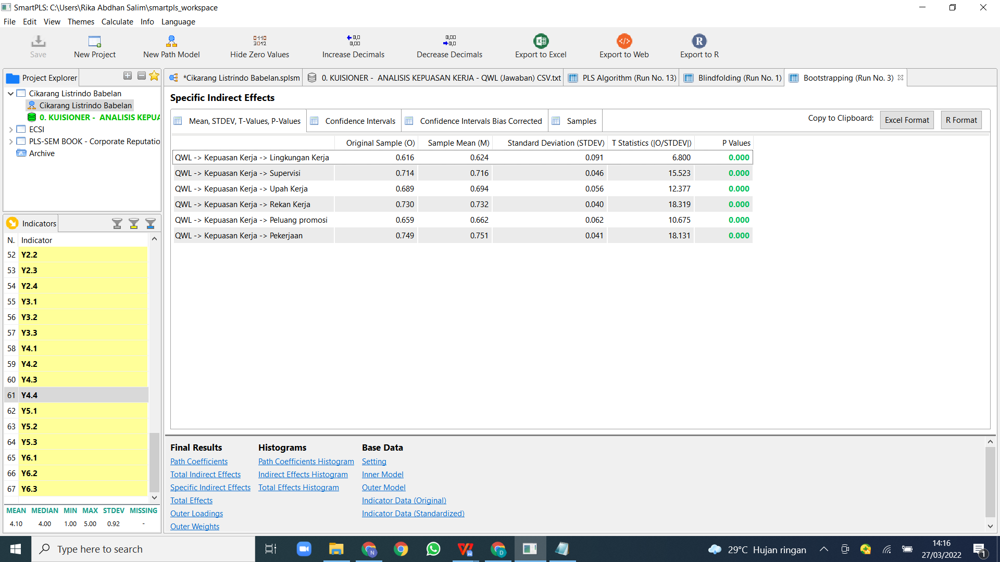 SmartPLS: C:\Users\Rika Abdhan Salim\smartpls_workspace
File Edit View Themes Calculate Info Language
Save New Project New Path Model Hide Zero Values Increase Decimals Decrease Decimals Export to Excel Export to Web Export to R
Project Explorer
Cikarang Listrindo Babelan
Cikarang Listrindo Babelan
0. KUISIONER - ANALISIS KEPUA
ECSI
PLS-SEM BOOK - Corporate Reputatio
Archive
*Cikarang Listrindo Babelan.splsm 0. KUISIONER - ANALISIS KEPUASAN KERJA - QWL (Jawaban) CSV.txt PLS Algorithm (Run No. 13) Blindfolding (Run No. 1) Bootstrapping (Run No. 3)
Specific Indirect Effects
Mean, STDEV, T-Values, P-Values Confidence Intervals Confidence Intervals Bias Corrected Samples Copy to Clipboard: Excel Format R Format
Original Sample (O) Sample Mean (M) Standard Deviation (STDEV) T Statistics (|O/STDEV|) P Values
QWL -> Kepuasan Kerja -> Lingkungan Kerja 0.616 0.624 0.091 6.800 0.000
QWL -> Kepuasan Kerja -> Supervisi 0.714 0.716 0.046 15.523 0.000
QWL -> Kepuasan Kerja -> Upah Kerja 0.689 0.694 0.056 12.377 0.000
QWL -> Kepuasan Kerja -> Rekan Kerja 0.730 0.732 0.040 18.319 0.000
QWL -> Kepuasan Kerja -> Peluang promosi 0.659 0.662 0.062 10.675 0.000
QWL -> Kepuasan Kerja -> Pekerjaan 0.749 0.751 0.041 18.131 0.000
Indicators
N. Indicator
52 Y2.2
53 Y2.3
54 Y2.4
55 Y3.1
56 Y3.2
57 Y3.3
58 Y4.1
59 Y4.2
60 Y4.3
61 Y4.4
62 Y5.1
63 Y5.2
64 Y5.3
65 Y6.1
66 Y6.2
67 Y6.3
MEAN MEDIAN MIN MAX STDEV MISSING
4.10 4.00 1.00 5.00 0.92 -
Final Results Histograms Base Data
Path Coefficients Path Coefficients Histogram Setting
Total Indirect Effects Indirect Effects Histogram Inner Model
Specific Indirect Effects Total Effects Histogram Outer Model
Total Effects Indicator Data (Original)
Outer Loadings Indicator Data (Standardized)
Outer Weights
Type here to search 29°C Hujan ringan 14:16
27/03/2022 1